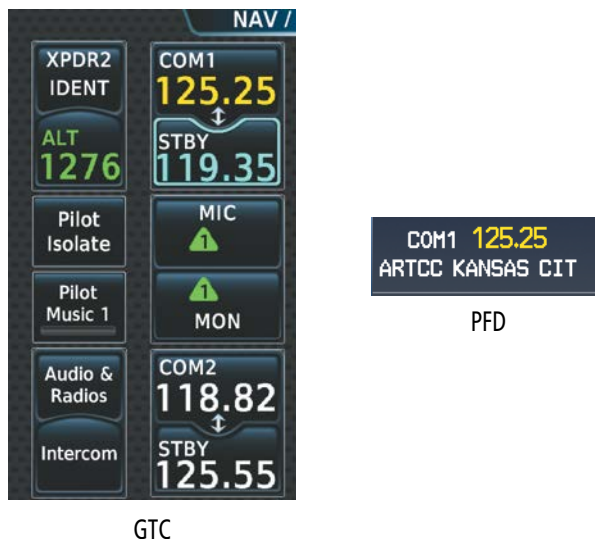 NAV /
XPDR2
IDENT
ALT
1276
COM1
125.25
STBY
119.35
Pilot
Isolate
MIC
1
Pilot
Music 1
1
MON
Audio &
Radios
Intercom
COM2
118.82
STBY
125.55
GTC
COM1 125.25
ARTCC KANSAS CIT
PFD